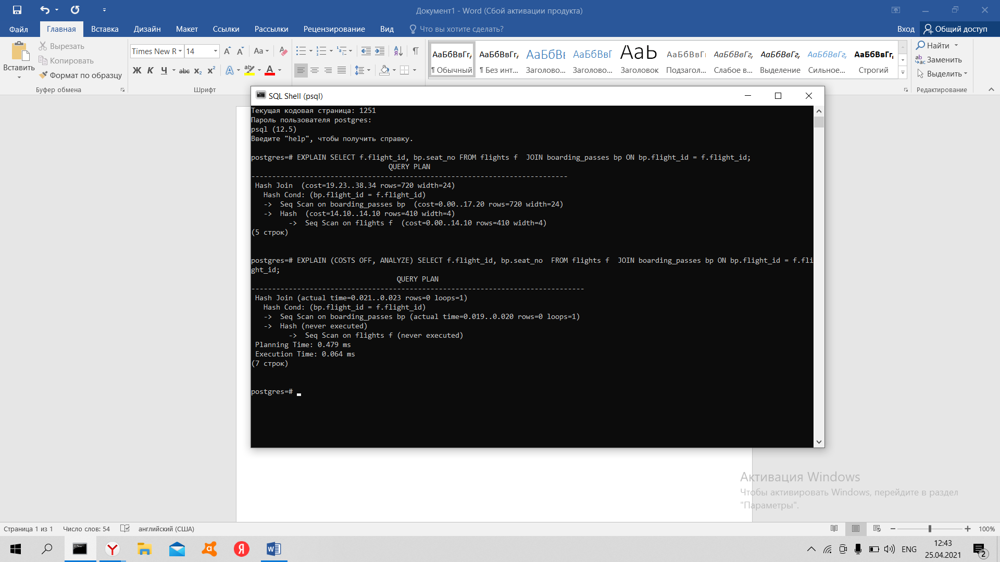 Документ1 - Word (Сбой активации продукта)
Файл Главная Вставка Дизайн Макет Ссылки Рассылки Рецензирование Вид Что вы хотите сделать? Вход Общий доступ
Вставить
Вырезать
Копировать
Формат по образцу
Буфер обмена
Times New R 14
Aa
Ж К Ч abc x₂ x²
Шрифт
АаБбВвГг, АаБбВвГг, АаБбВı АаБбВвГ АаЬ АаБбВвГı АаБбВвГг, АаБбВвГг, АаБбВвГг, АаБбВвГг,
¶ Обычный ¶ Без инт... Заголово... Заголово... Заголовок Подзагол... Слабое в... Выделение Сильное... Строгий
Найти
Заменить
Выделить
Редактирование
SQL Shell (psql)
Текущая кодовая страница: 1251
Пароль пользователя postgres:
psql (12.5)
Введите "help", чтобы получить справку.
postgres=# EXPLAIN SELECT f.flight_id, bp.seat_no FROM flights f  JOIN boarding_passes bp ON bp.flight_id = f.flight_id;
QUERY PLAN
----------------------------------------------------------------------------
Hash Join  (cost=19.23..38.34 rows=720 width=24)
Hash Cond: (bp.flight_id = f.flight_id)
->  Seq Scan on boarding_passes bp  (cost=0.00..17.20 rows=720 width=24)
->  Hash  (cost=14.10..14.10 rows=410 width=4)
->  Seq Scan on flights f  (cost=0.00..14.10 rows=410 width=4)
(5 строк)
postgres=# EXPLAIN (COSTS OFF, ANALYZE) SELECT f.flight_id, bp.seat_no  FROM flights f  JOIN boarding_passes bp ON bp.flight_id = f.fli
ght_id;
QUERY PLAN
--------------------------------------------------------------------------------
Hash Join (actual time=0.021..0.023 rows=0 loops=1)
Hash Cond: (bp.flight_id = f.flight_id)
->  Seq Scan on boarding_passes bp (actual time=0.019..0.020 rows=0 loops=1)
->  Hash (never executed)
->  Seq Scan on flights f (never executed)
Planning Time: 0.479 ms
Execution Time: 0.064 ms
(7 строк)
postgres=#
Активация Windows
Чтобы активировать Windows, перейдите в раздел
"Параметры".
Страница 1 из 1 Число слов: 54 английский (США) 100%
ENG
12:43
25.04.2021
2